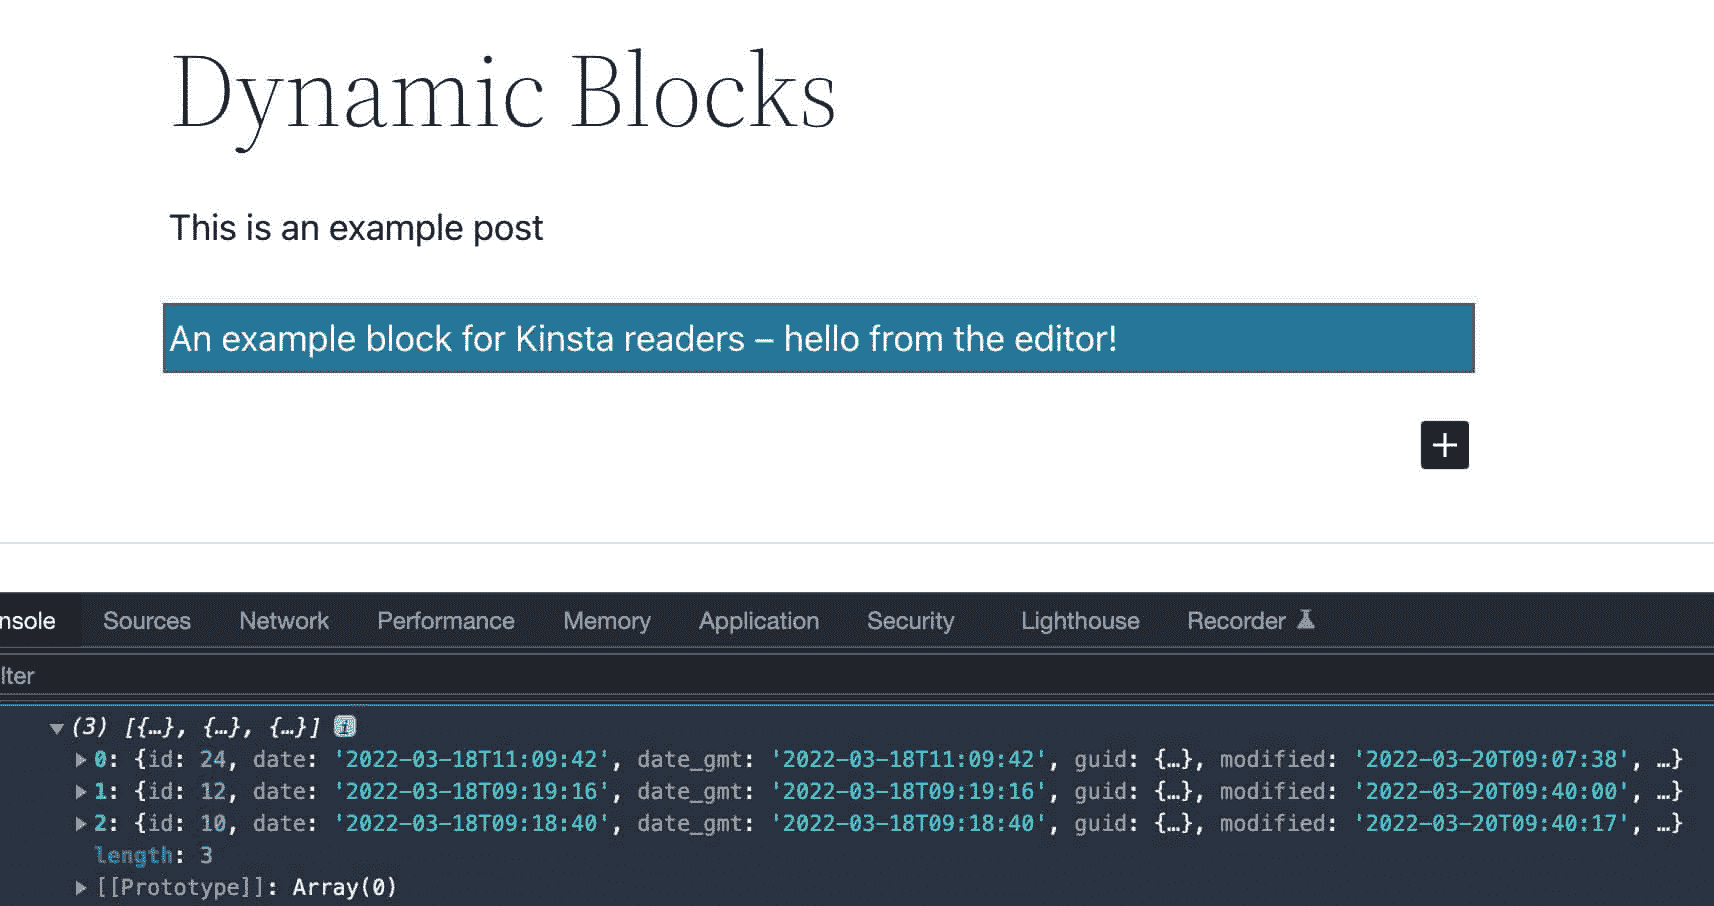 Dynamic Blocks
This is an example post
An example block for Kinsta readers – hello from the editor!
nsole Sources Network Performance Memory Application Security Lighthouse Recorder
lter
(3) [{…}, {…}, {…}] i
0: {id: 24, date: '2022-03-18T11:09:42', date_gmt: '2022-03-18T11:09:42', guid: {…}, modified: '2022-03-20T09:07:38', …}
1: {id: 12, date: '2022-03-18T09:19:16', date_gmt: '2022-03-18T09:19:16', guid: {…}, modified: '2022-03-20T09:40:00', …}
2: {id: 10, date: '2022-03-18T09:18:40', date_gmt: '2022-03-18T09:18:40', guid: {…}, modified: '2022-03-20T09:40:17', …}
length: 3
[[Prototype]]: Array(0)